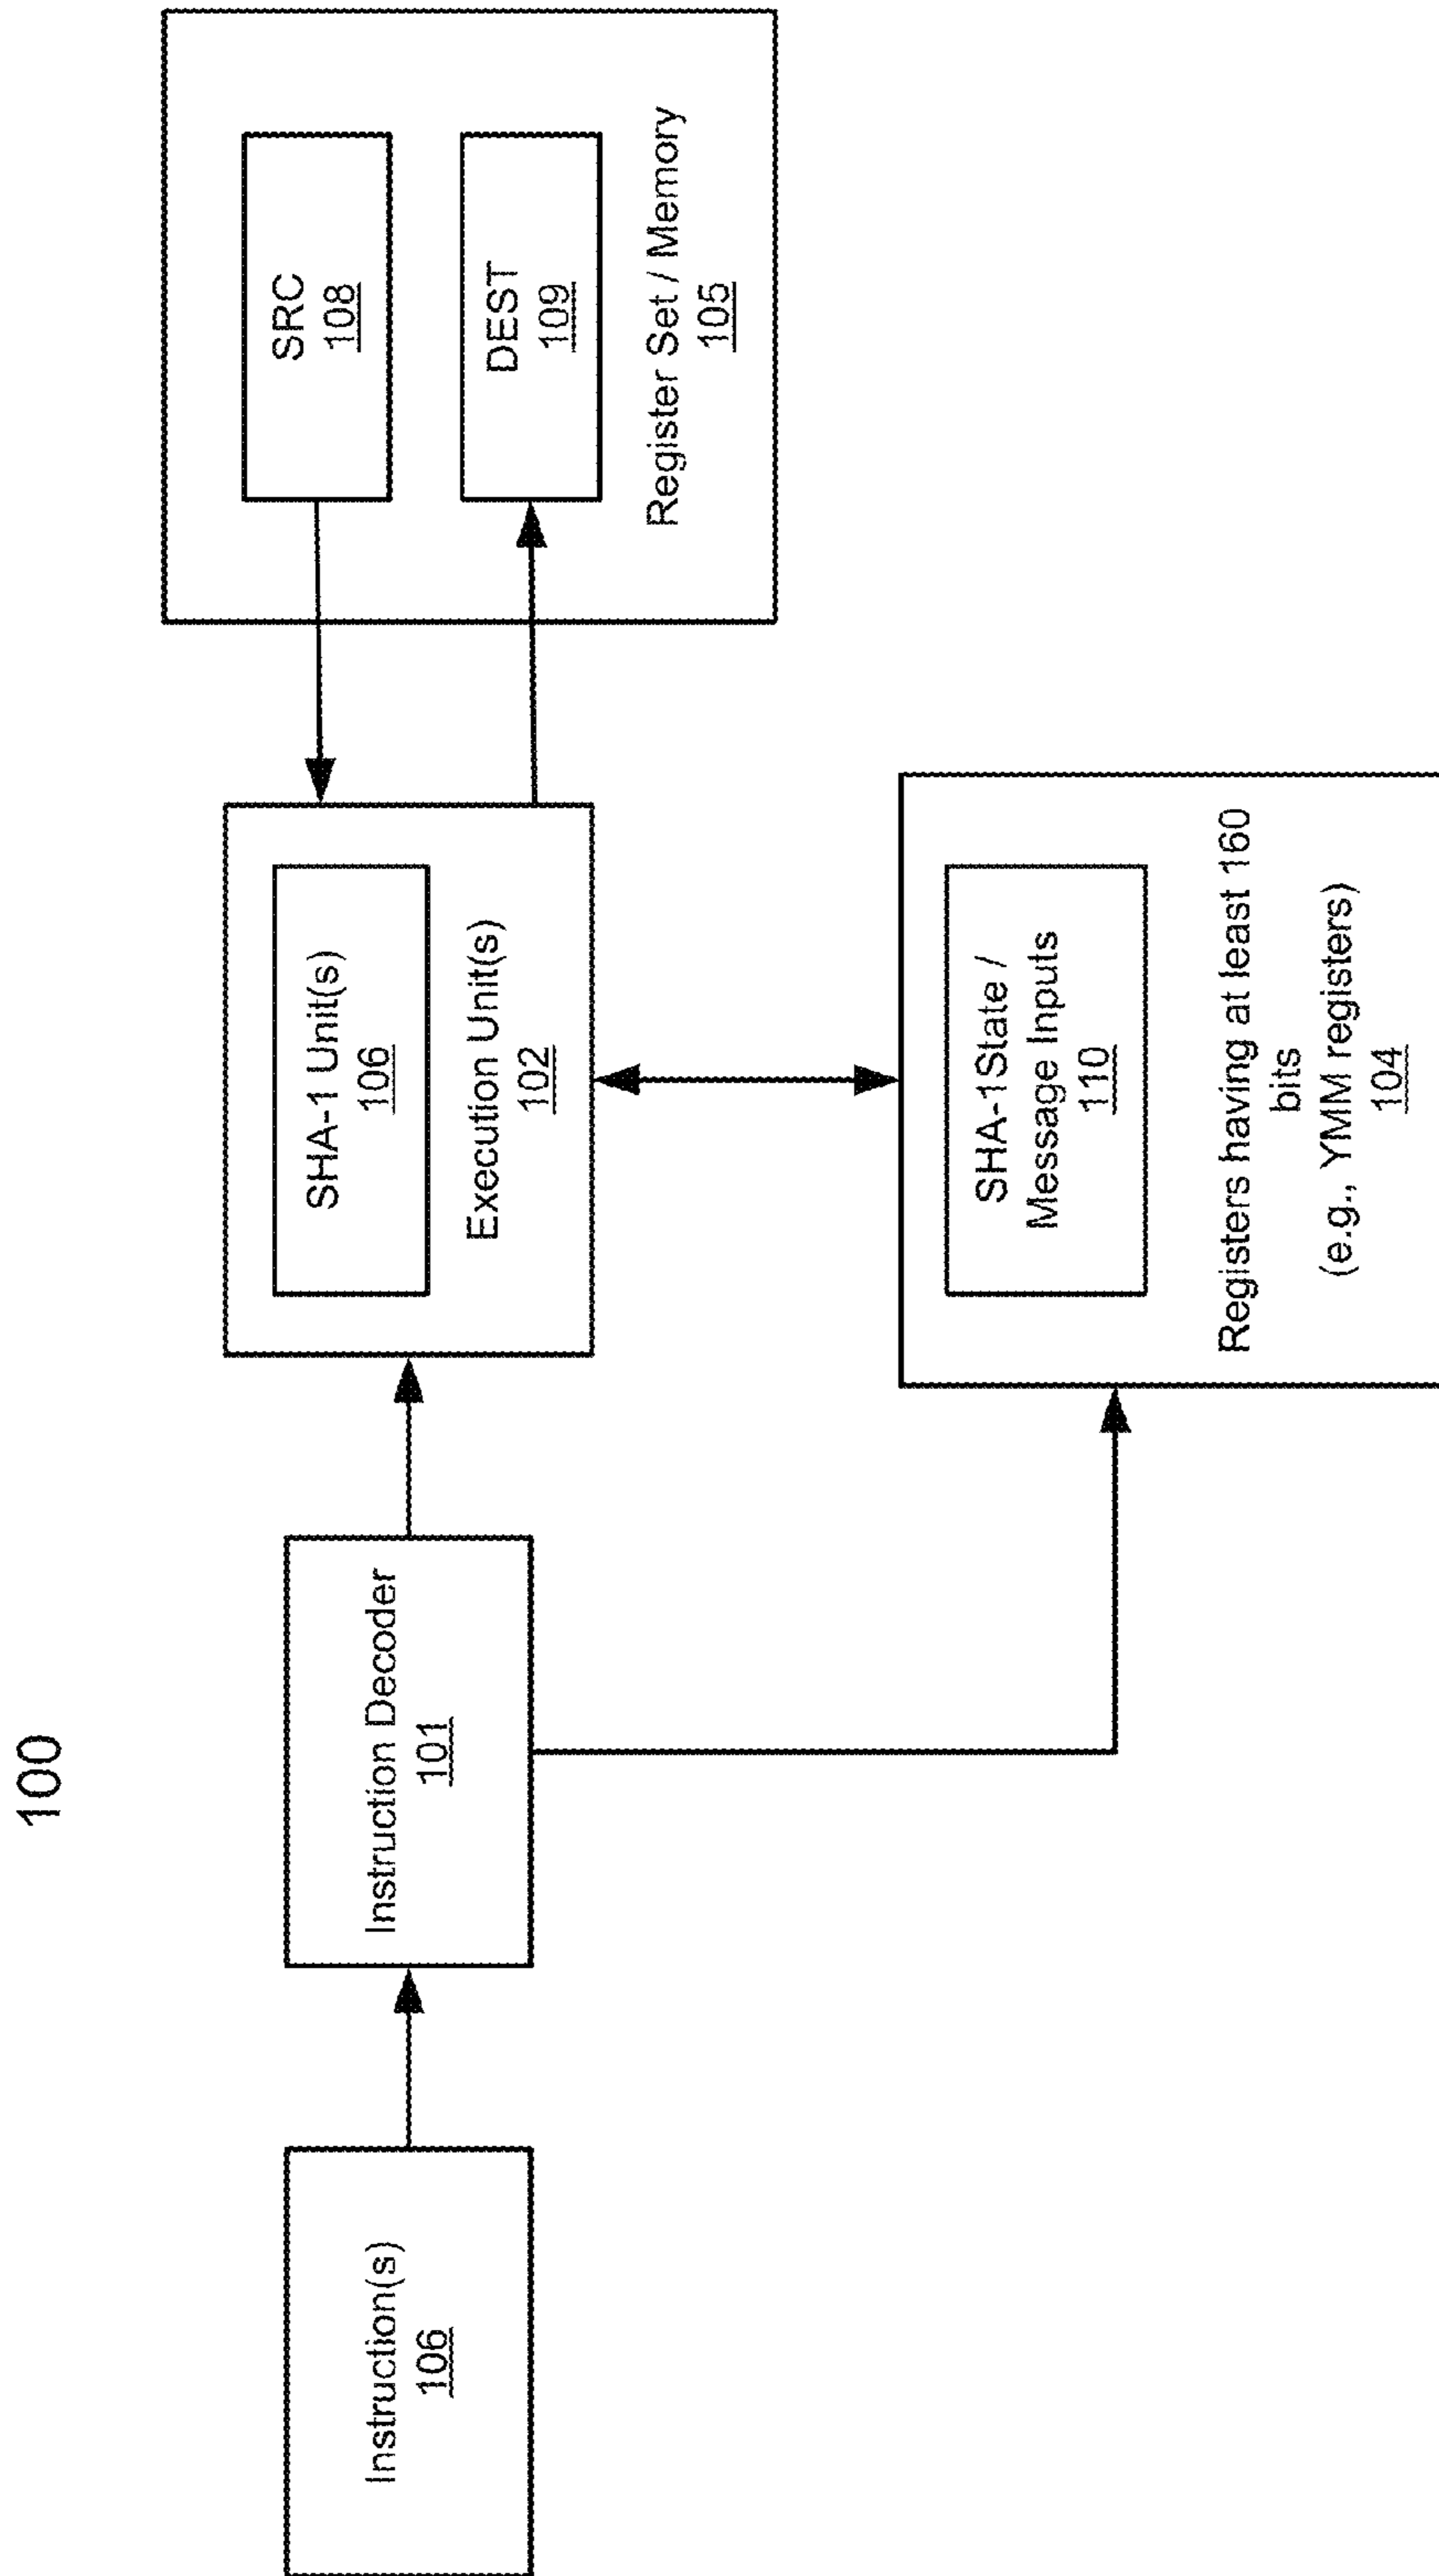 100
Instruction(s)
106
Instruction Decoder
101
SHA-1 Unit(s)
106
Execution Unit(s)
102
SRC
108
DEST
109
Register Set / Memory
105
SHA-1State /
Message Inputs
110
Registers having at least 160
bits
(e.g., YMM registers)
104